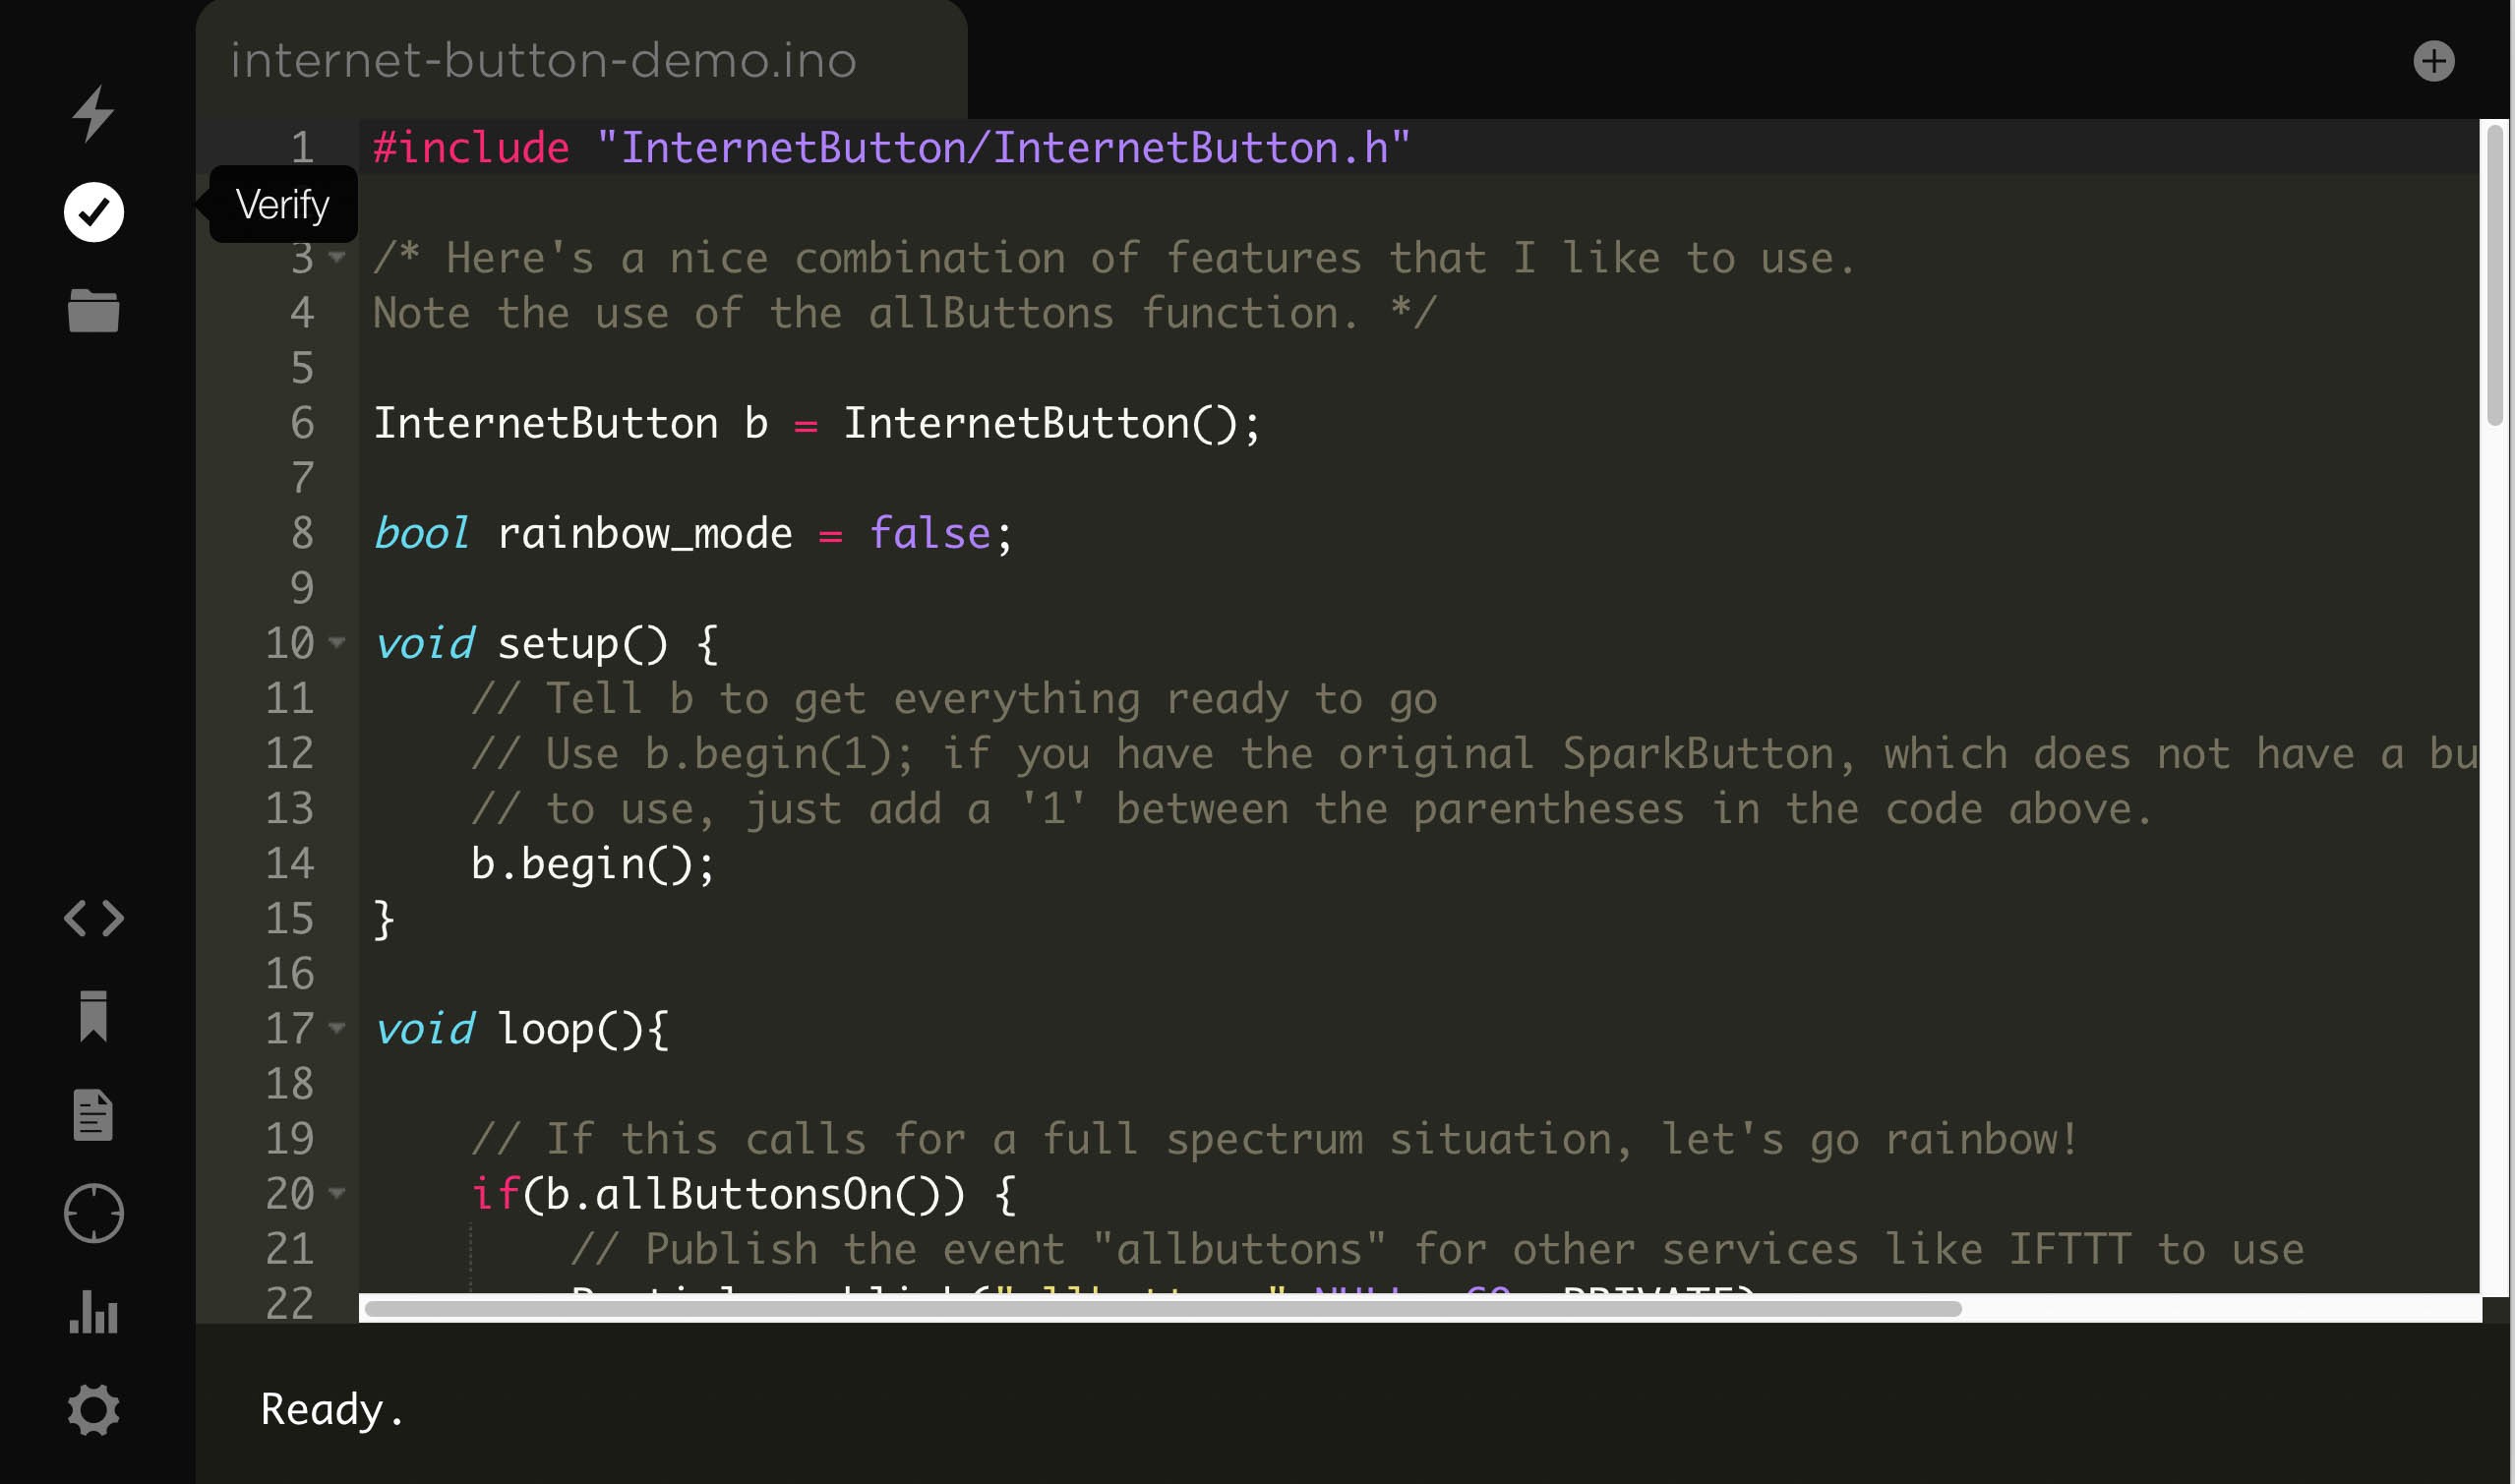 internet-button-demo.ino
1 #include "InternetButton/InternetButton.h"
Verify
3 /* Here's a nice combination of features that I like to use.
4 Note the use of the allButtons function. */
5
6 InternetButton b = InternetButton();
7
8 bool rainbow_mode = false;
9
10 void setup() {
11 // Tell b to get everything ready to go
12 // Use b.begin(1); if you have the original SparkButton, which does not have a bu
13 // to use, just add a '1' between the parentheses in the code above.
14 b.begin();
15 }
16
17 void loop(){
18
19 // If this calls for a full spectrum situation, let's go rainbow!
20 if(b.allButtonsOn()) {
21 // Publish the event "allbuttons" for other services like IFTTT to use
22
Ready.